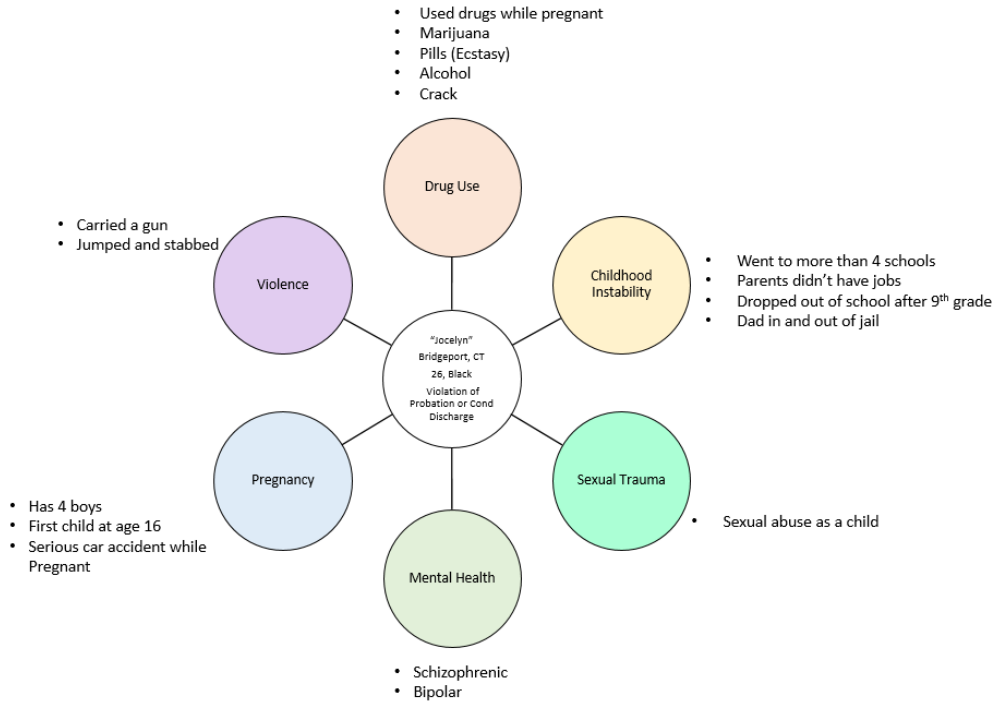 • Used drugs while pregnant
• Marijuana
• Pills (Ecstasy)
• Alcohol
• Crack
Drug Use
• Carried a gun
• Jumped and stabbed
Violence
Childhood
Instability
• Went to more than 4 schools
• Parents didn’t have jobs
• Dropped out of school after 9th grade
• Dad in and out of jail
“Jocelyn”
Bridgeport, CT
26, Black
Violation of
Probation or Cond
Discharge
Pregnancy
• Has 4 boys
• First child at age 16
• Serious car accident while
Pregnant
Sexual Trauma
• Sexual abuse as a child
Mental Health
• Schizophrenic
• Bipolar